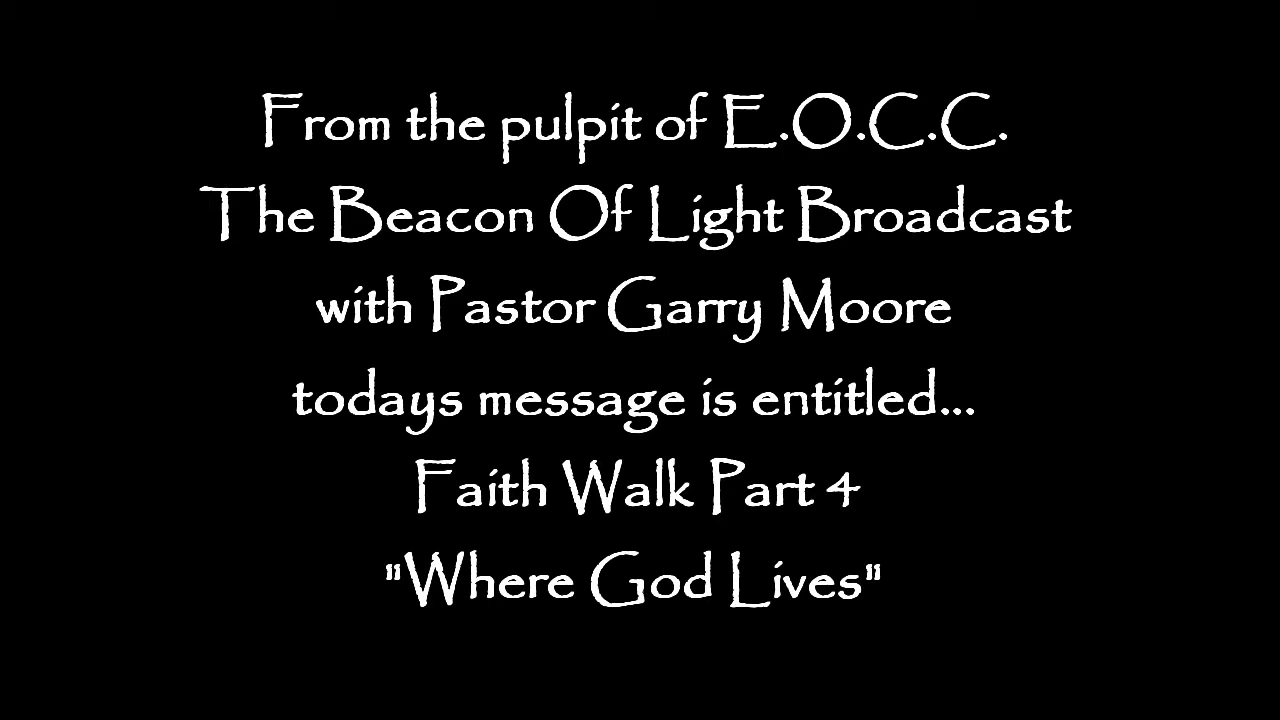 From the pulpit of E.O.C.C.
The Beacon Of Light Broadcast
with Pastor Garry Moore
todays message is entitled...
Faith Walk Part 4
"Where God Lives"